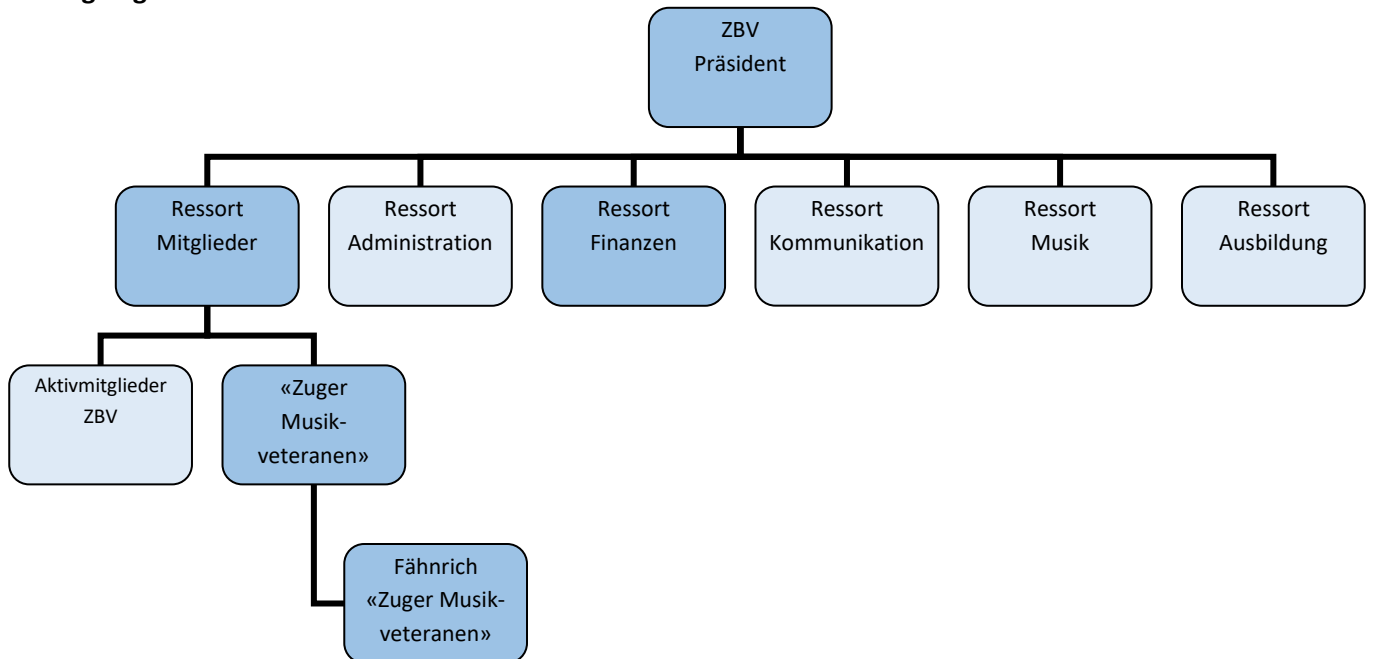 ZBV
Präsident
Ressort
Mitglieder
Ressort
Administration
Ressort
Finanzen
Ressort
Kommunikation
Ressort
Musik
Ressort
Ausbildung
Aktivmitglieder
ZBV
«Zuger
Musik-
veteranen»
Fähnrich
«Zuger Musik-
veteranen»